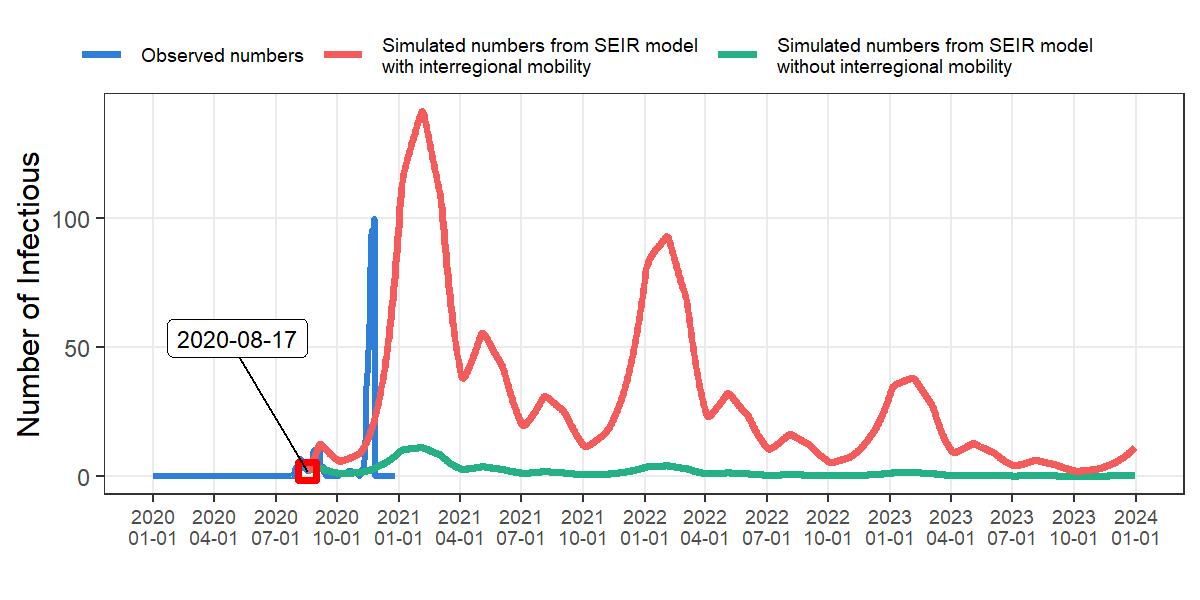 Observed numbers
Simulated numbers from SEIR model
with interregional mobility
Simulated numbers from SEIR model
without interregional mobility
Number of Infectious
100
50
0
2020-08-17
2020 2020 2020 2020 2021 2021 2021 2021 2022 2022 2022 2022 2023 2023 2023 2023 2024
01-01 04-01 07-01 10-01 01-01 04-01 07-01 10-01 01-01 04-01 07-01 10-01 01-01 04-01 07-01 10-01 01-01